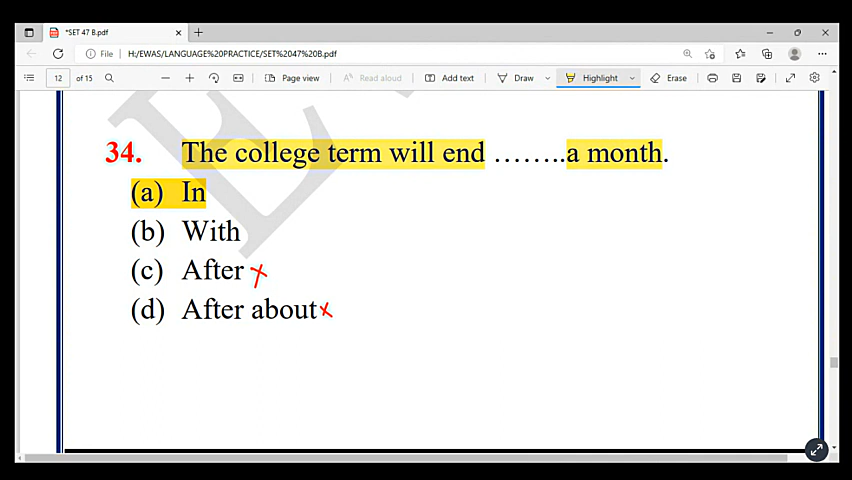 *SET 47 B.pdf
File H:/EWAS/LANGUAGE%20PRACTICE/SET%2047%20B.pdf
12 of 15 Page view Read aloud Add text Draw Highlight Erase
34. The college term will end ........a month.
(a) In
(b) With
(c) After
(d) After about